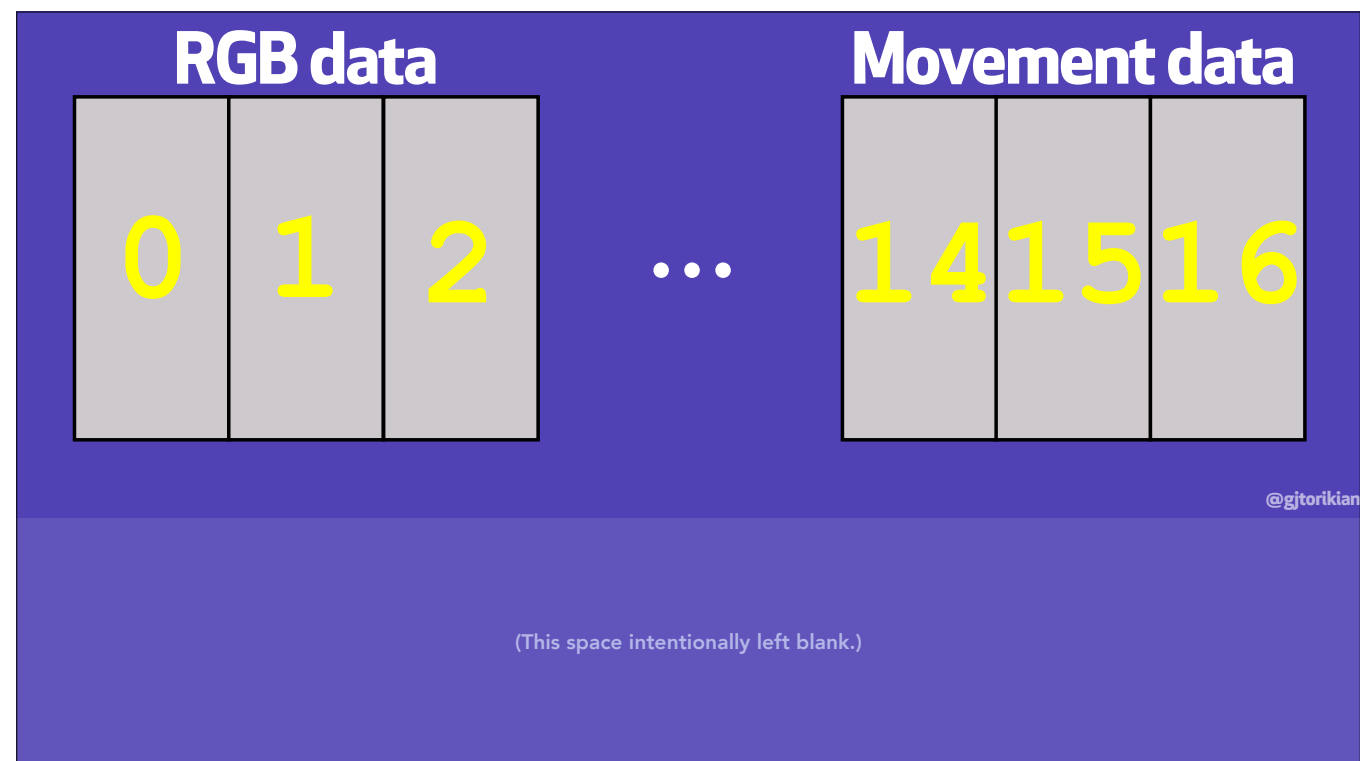 RGB data Movement data
0 1 2 ... 14 15 16
@gjtorikian
(This space intentionally left blank.)